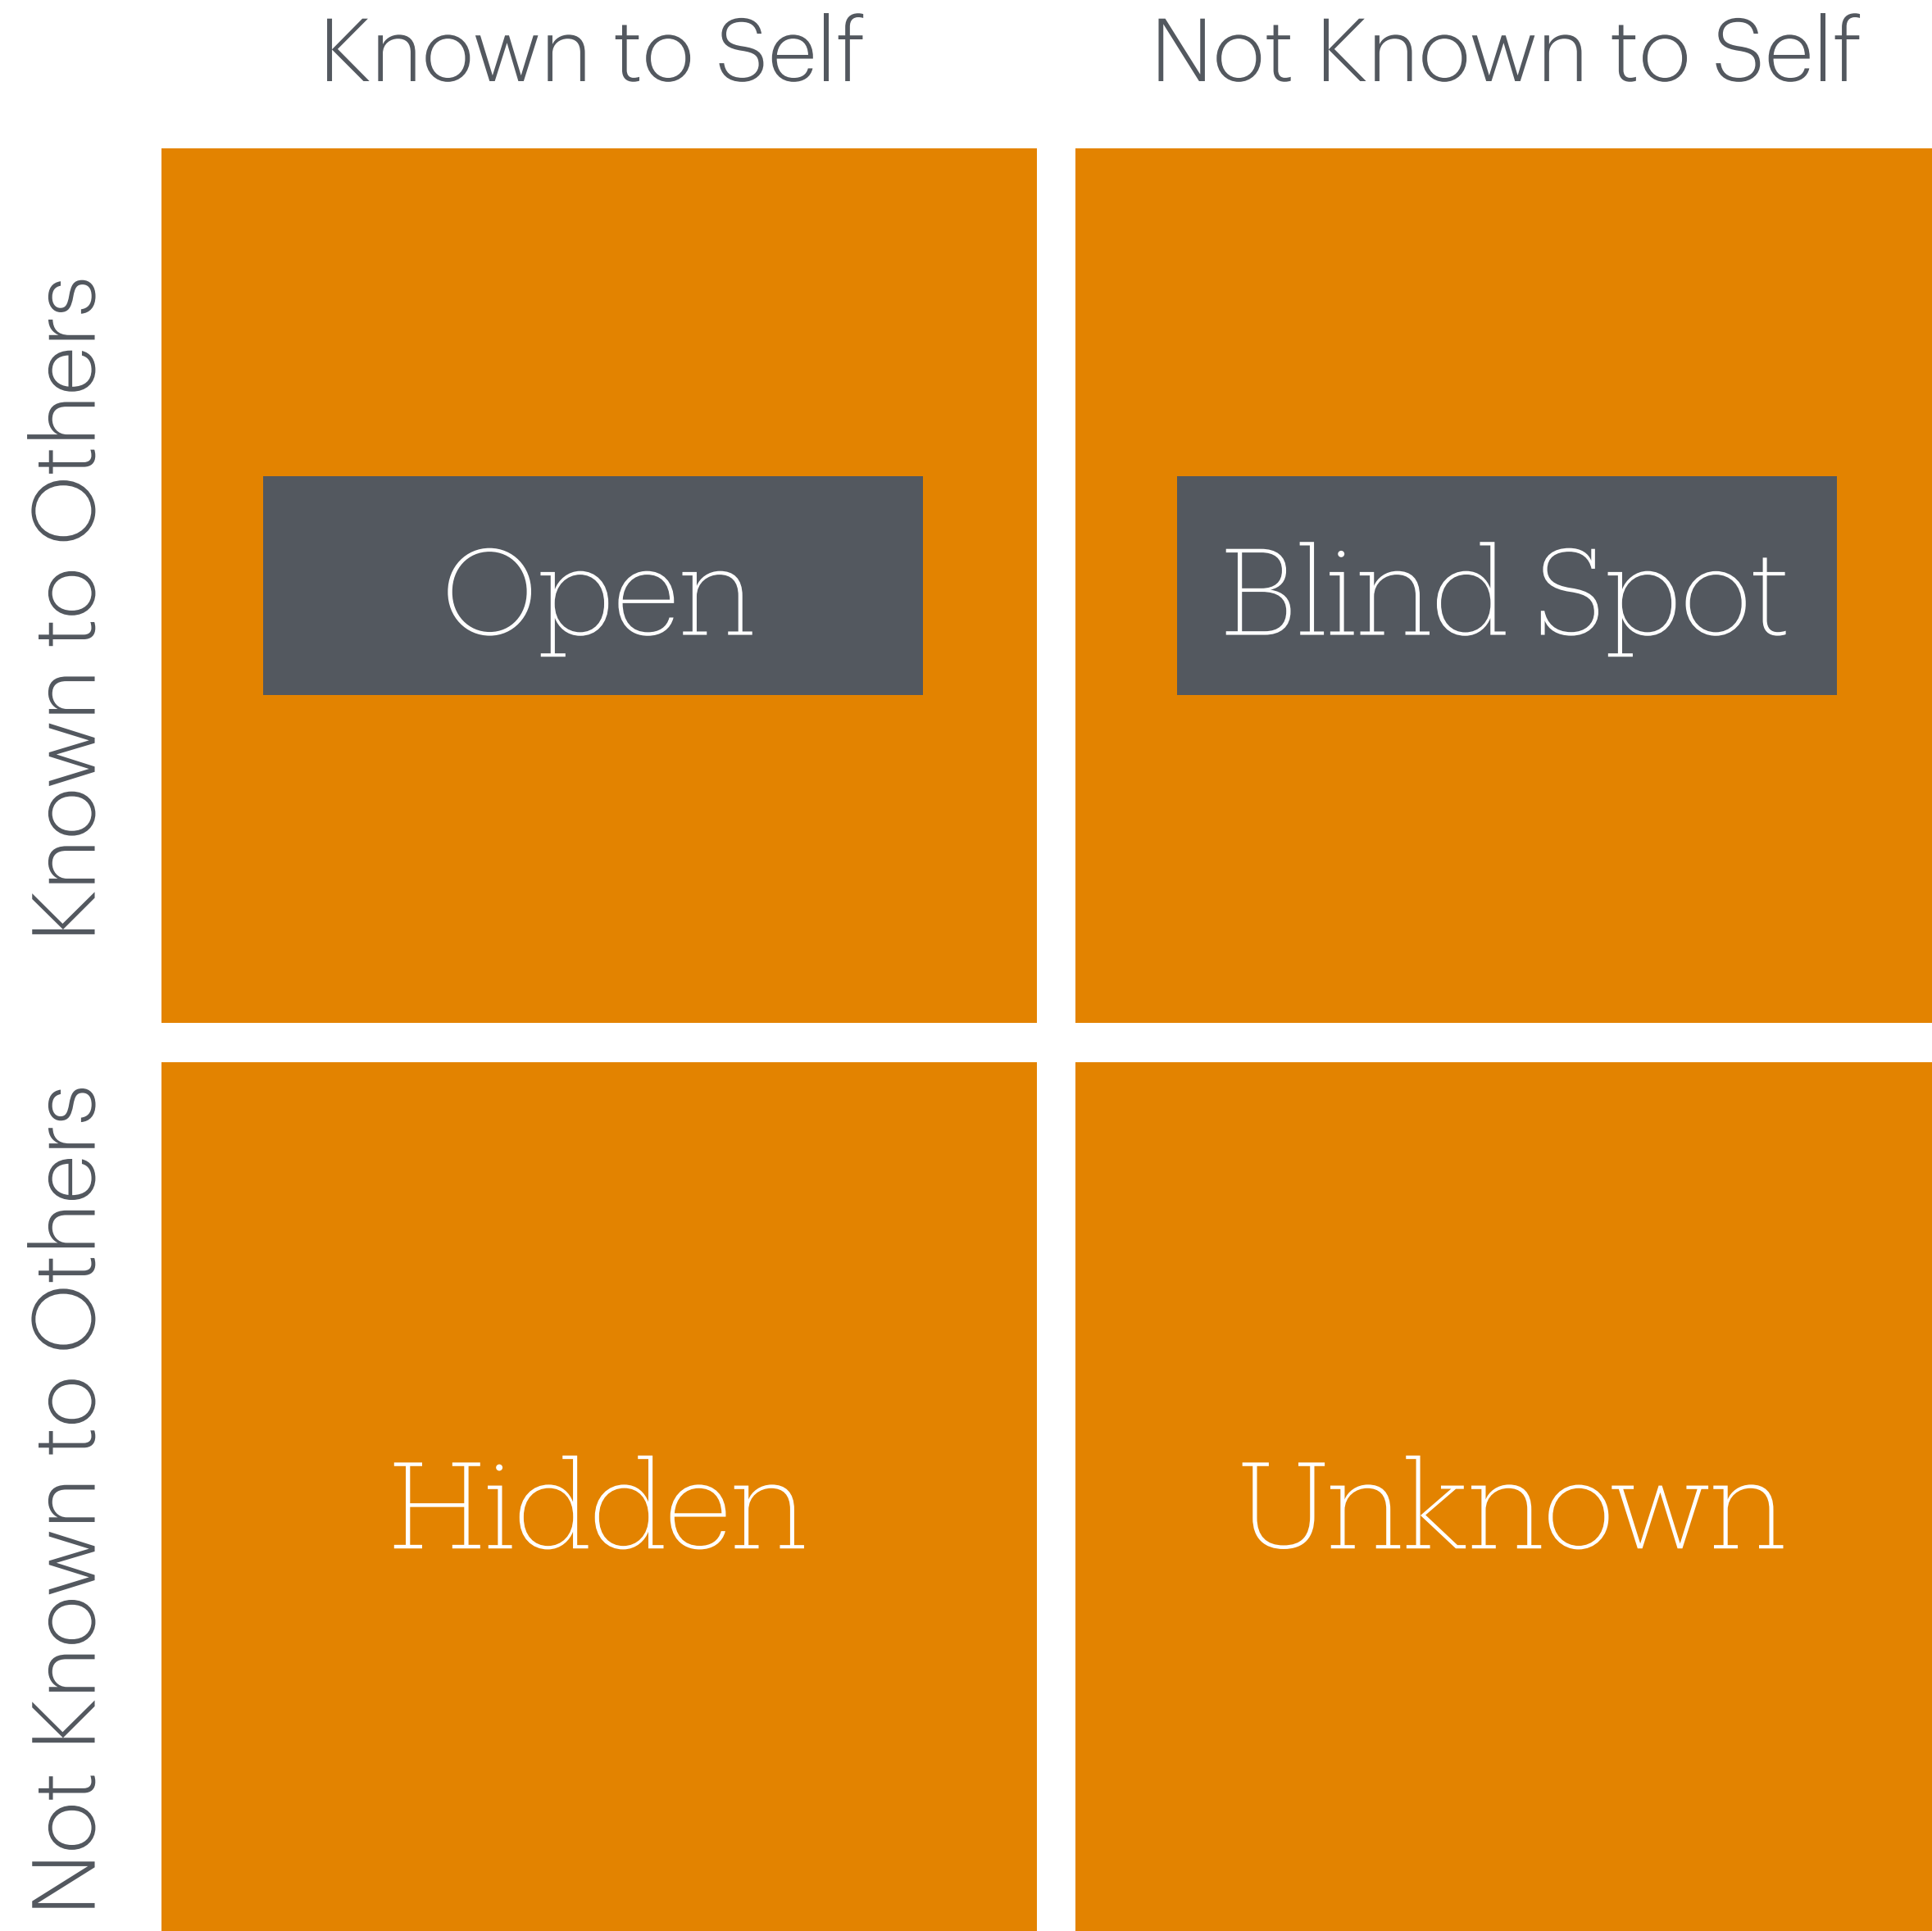 Known to Self
Not Known to Self
Known to Others
Open
Blind Spot
Not Known to Others
Hidden
Unknown